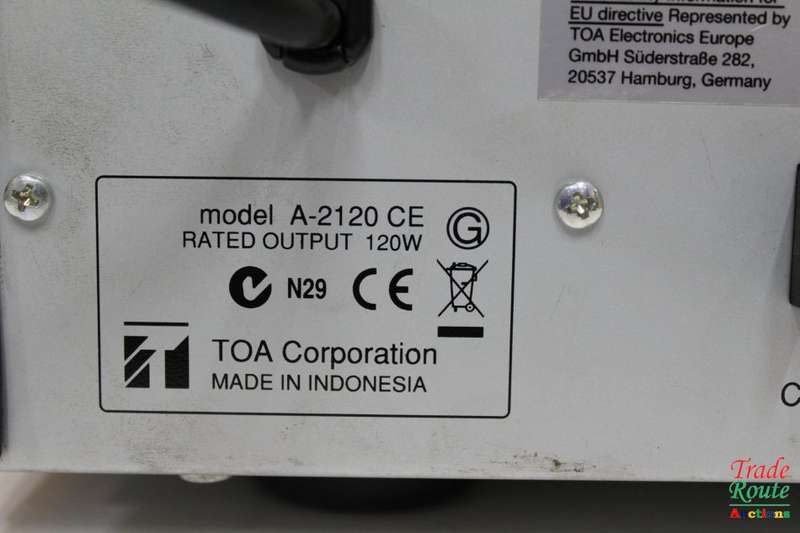 EU directive Represented by
TOA Electronics Europe
GmbH Süderstraße 282,
20537 Hamburg, Germany
model A-2120 CE
RATED OUTPUT 120W
G
N29 CE
TOA Corporation
MADE IN INDONESIA
C
Trade
Route
Auctions